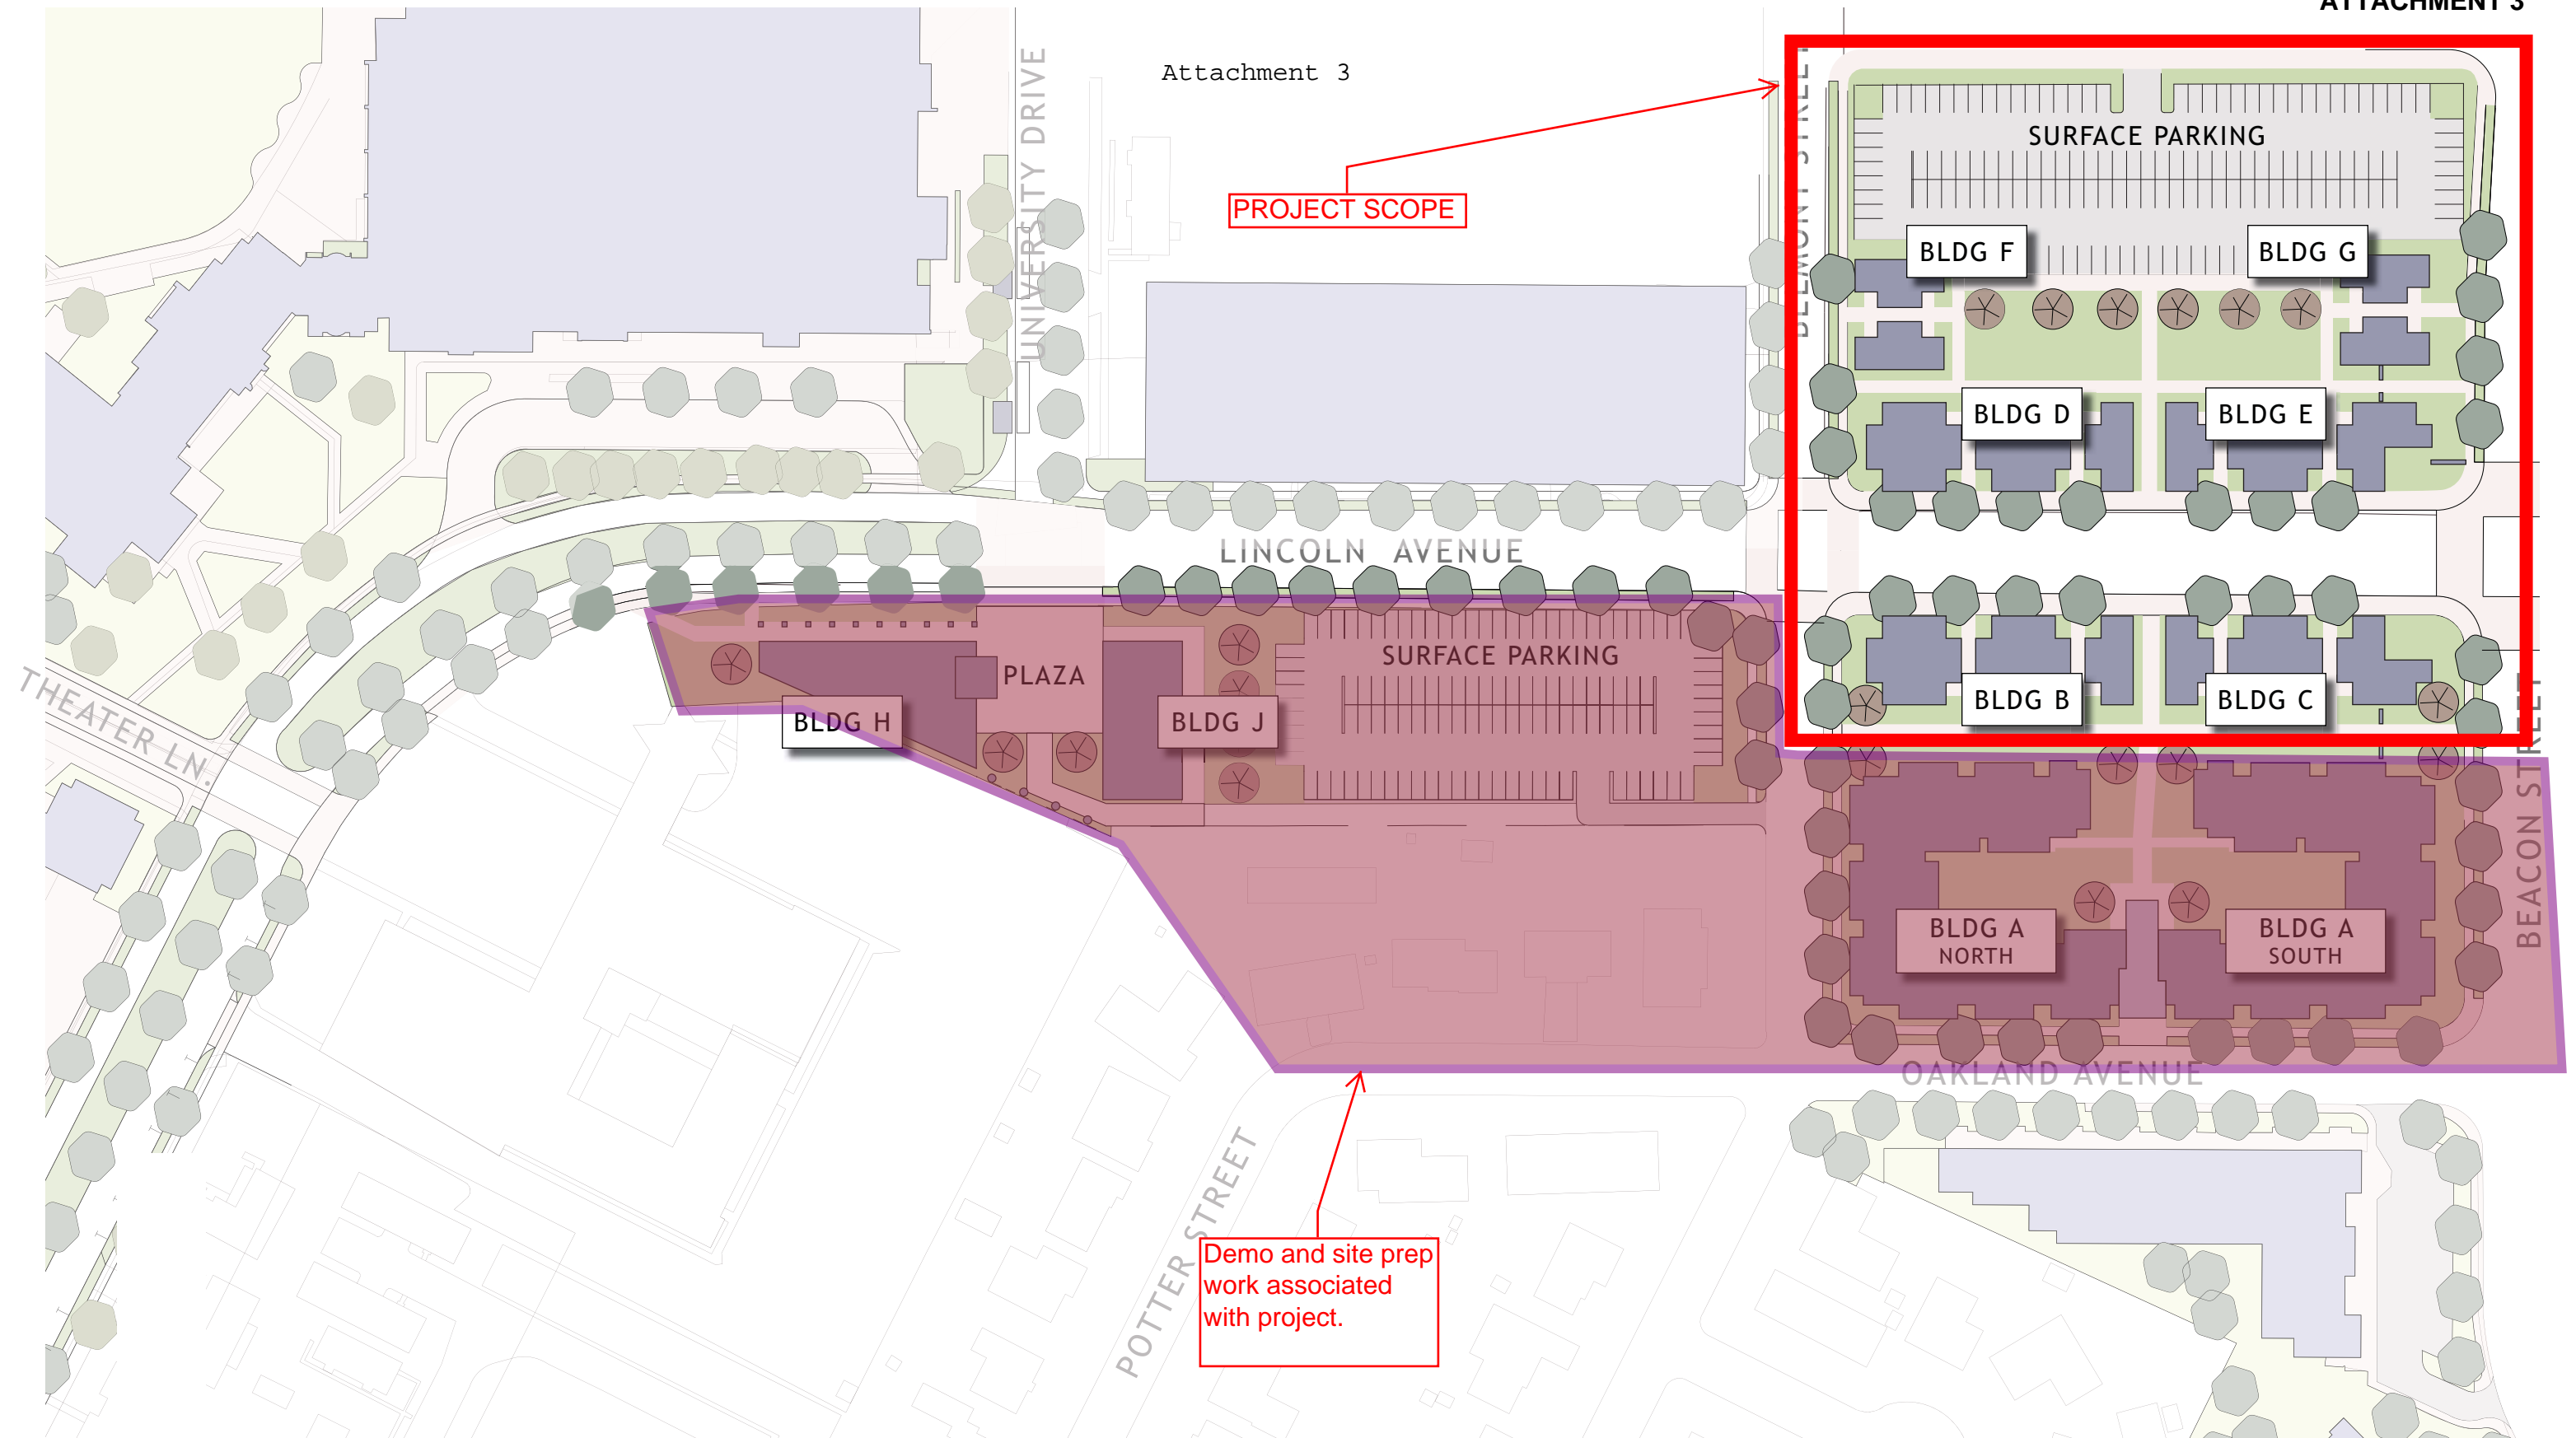 ATTACHMENT 3
Attachment 3
UNIVERSITY DRIVE
BELMONT STREET
SURFACE PARKING
PROJECT SCOPE
BLDG F
BLDG G
BLDG D
BLDG E
LINCOLN AVENUE
SURFACE PARKING
PLAZA
THEATER LN.
BLDG H
BLDG J
BLDG B
BLDG C
BEACON STREET
BLDG A
NORTH
BLDG A
SOUTH
OAKLAND AVENUE
POTTER STREET
Demo and site prep
work associated
with project.